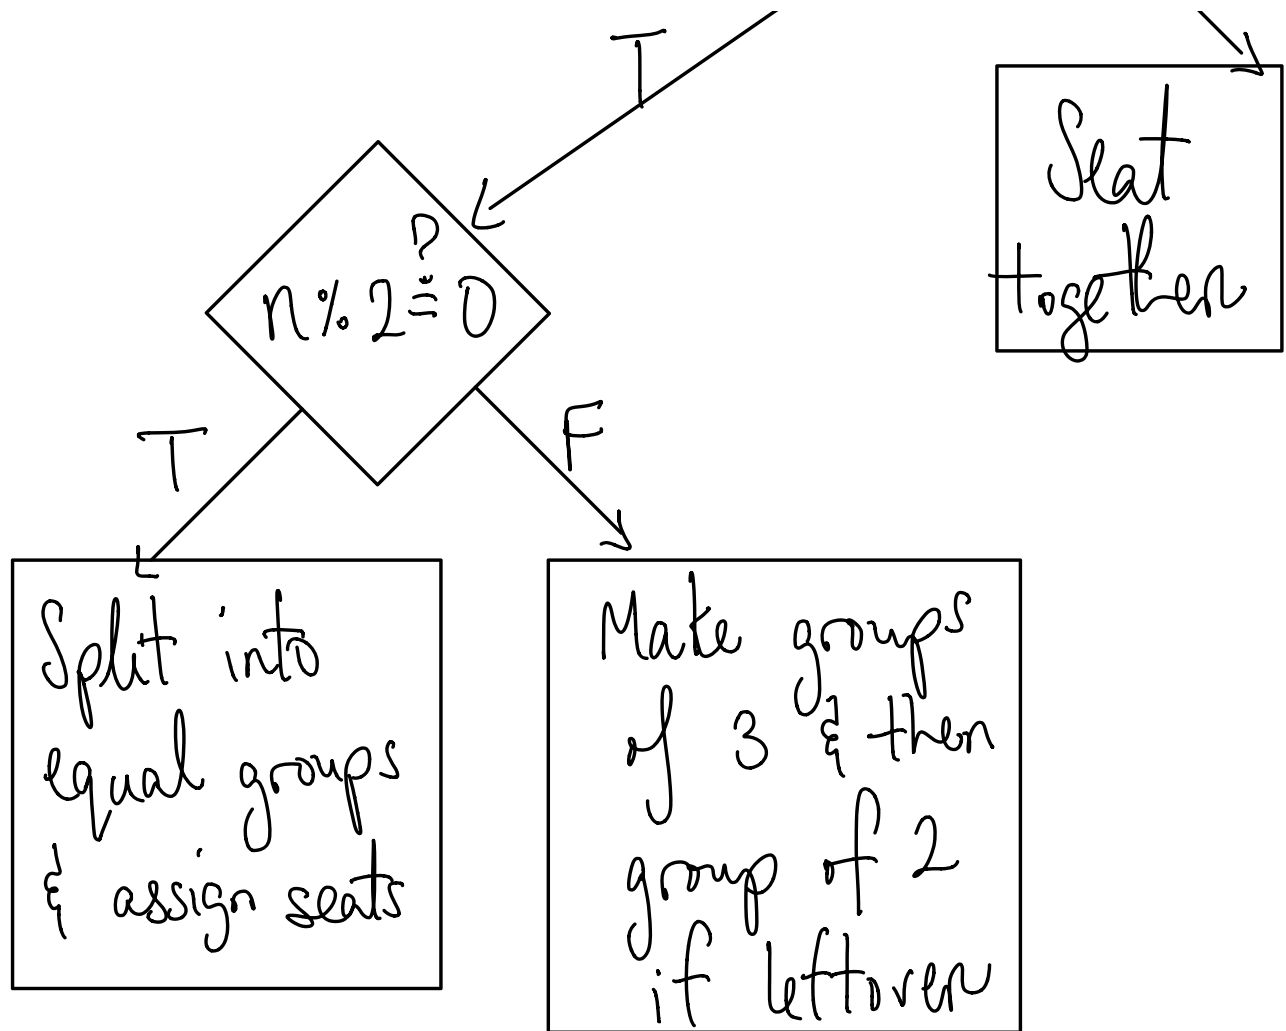 T
Seat
together
?
n % 2 = 0
T
F
Split into
equal groups
& assign seats
Make groups
of 3 & then
group of 2
if leftover